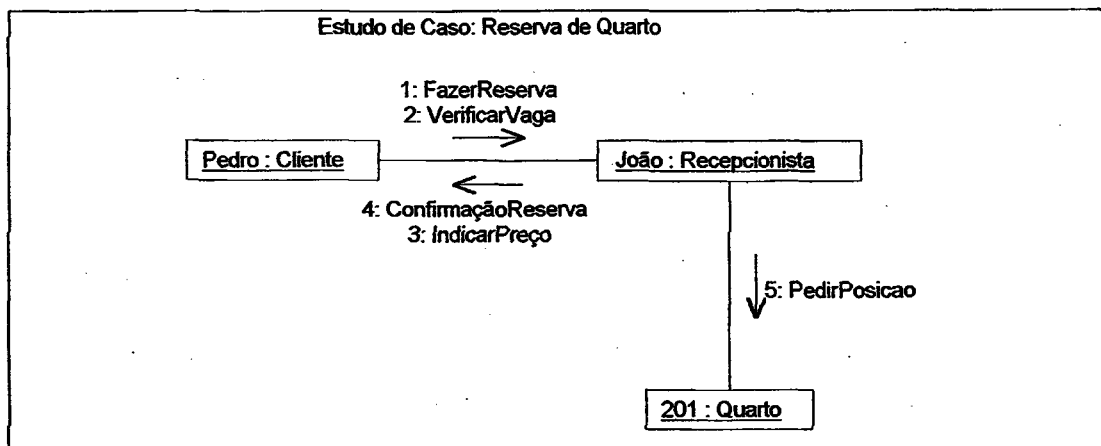 Estudo de Caso: Reserva de Quarto
1: FazerReserva
2: VerificarVaga
Pedro : Cliente
João : Recepcionista
4: ConfirmaçãoReserva
3: IndicarPreço
5: PedirPosicao
201 : Quarto